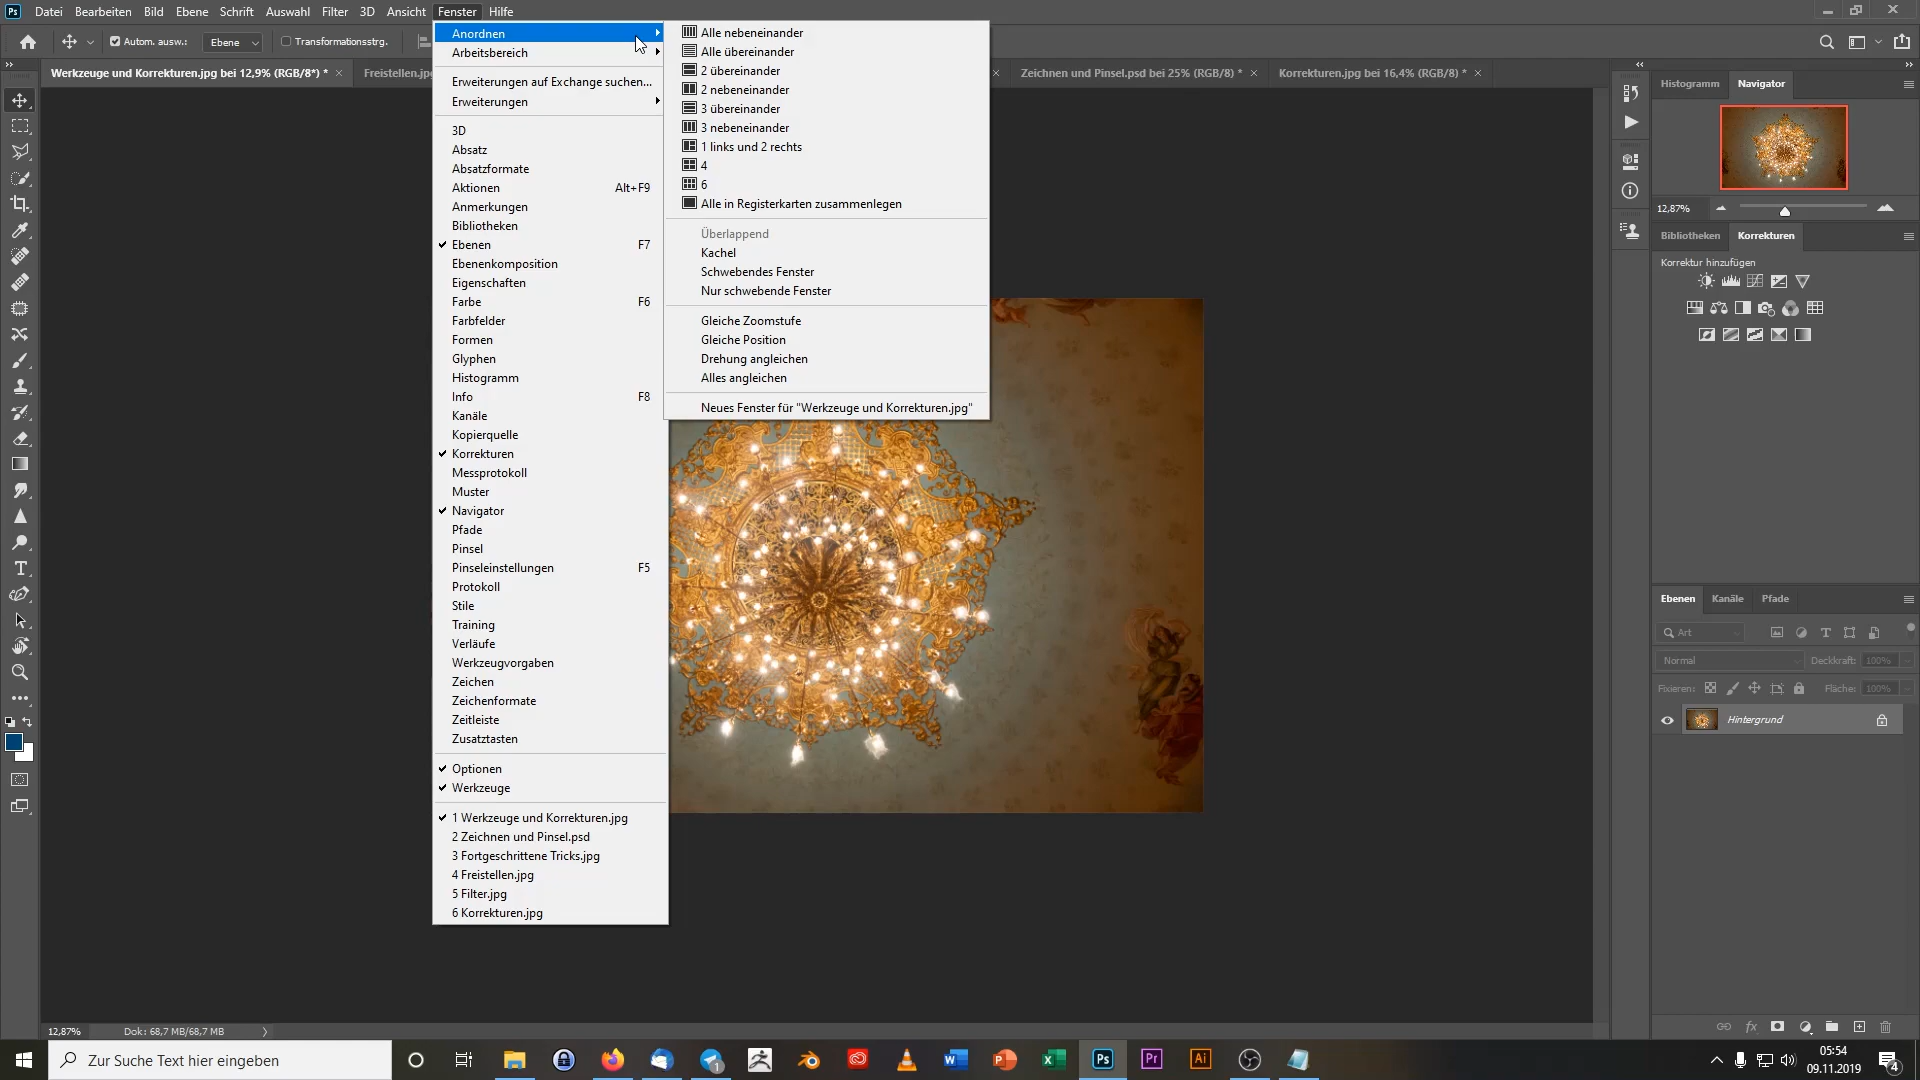 Ps
Datei Bearbeiten Bild Ebene Schrift Auswahl Filter 3D Ansicht Fenster Hilfe
Autom. ausw.: Ebene Transformationsstrg.
Werkzeuge und Korrekturen.jpg bei 12,9% (RGB/8*) * ×
Freistellen.jpg
Zeichnen und Pinsel.psd bei 25% (RGB/8) * ×
Korrekturen.jpg bei 16,4% (RGB/8) * ×
Anordnen
Arbeitsbereich
Erweiterungen auf Exchange suchen...
Erweiterungen
3D
Absatz
Absatzformate
Aktionen Alt+F9
Anmerkungen
Bibliotheken
Ebenen F7
Ebenenkomposition
Eigenschaften
Farbe F6
Farbfelder
Formen
Glyphen
Histogramm
Info F8
Kanäle
Kopierquelle
Korrekturen
Messprotokoll
Muster
Navigator
Pfade
Pinsel
Pinseleinstellungen F5
Protokoll
Stile
Training
Verläufe
Werkzeugvorgaben
Zeichen
Zeichenformate
Zeitleiste
Zusatztasten
Optionen
Werkzeuge
1 Werkzeuge und Korrekturen.jpg
2 Zeichnen und Pinsel.psd
3 Fortgeschrittene Tricks.jpg
4 Freistellen.jpg
5 Filter.jpg
6 Korrekturen.jpg
Alle nebeneinander
Alle übereinander
2 übereinander
2 nebeneinander
3 übereinander
3 nebeneinander
1 links und 2 rechts
4
6
Alle in Registerkarten zusammenlegen
Überlappend
Kachel
Schwebendes Fenster
Nur schwebende Fenster
Gleiche Zoomstufe
Gleiche Position
Drehung angleichen
Alles angleichen
Neues Fenster für "Werkzeuge und Korrekturen.jpg"
Histogramm Navigator
12,87%
Bibliotheken Korrekturen
Korrektur hinzufügen
Ebenen Kanäle Pfade
Art
Normal Deckkraft: 100%
Fixieren: Fläche: 100%
Hintergrund
fx
12,87% Dok: 68,7 MB/68,7 MB
Zur Suche Text hier eingeben
1
Ps
Pr
Ai
05:54
09.11.2019
4